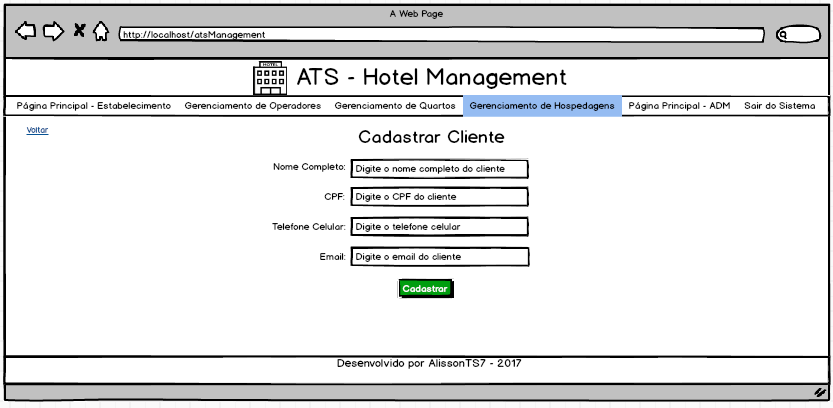 A Web Page
http://localhost/atsManagement
HOTEL
ATS - Hotel Management
Página Principal - Estabelecimento Gerenciamento de Operadores Gerenciamento de Quartos Gerenciamento de Hospedagens Página Principal - ADM Sair do Sistema
Voltar
Cadastrar Cliente
Nome Completo: Digite o nome completo do cliente
CPF: Digite o CPF do cliente
Telefone Celular: Digite o telefone celular
Email: Digite o email do cliente
Cadastrar
Desenvolvido por AlissonTS7 - 2017